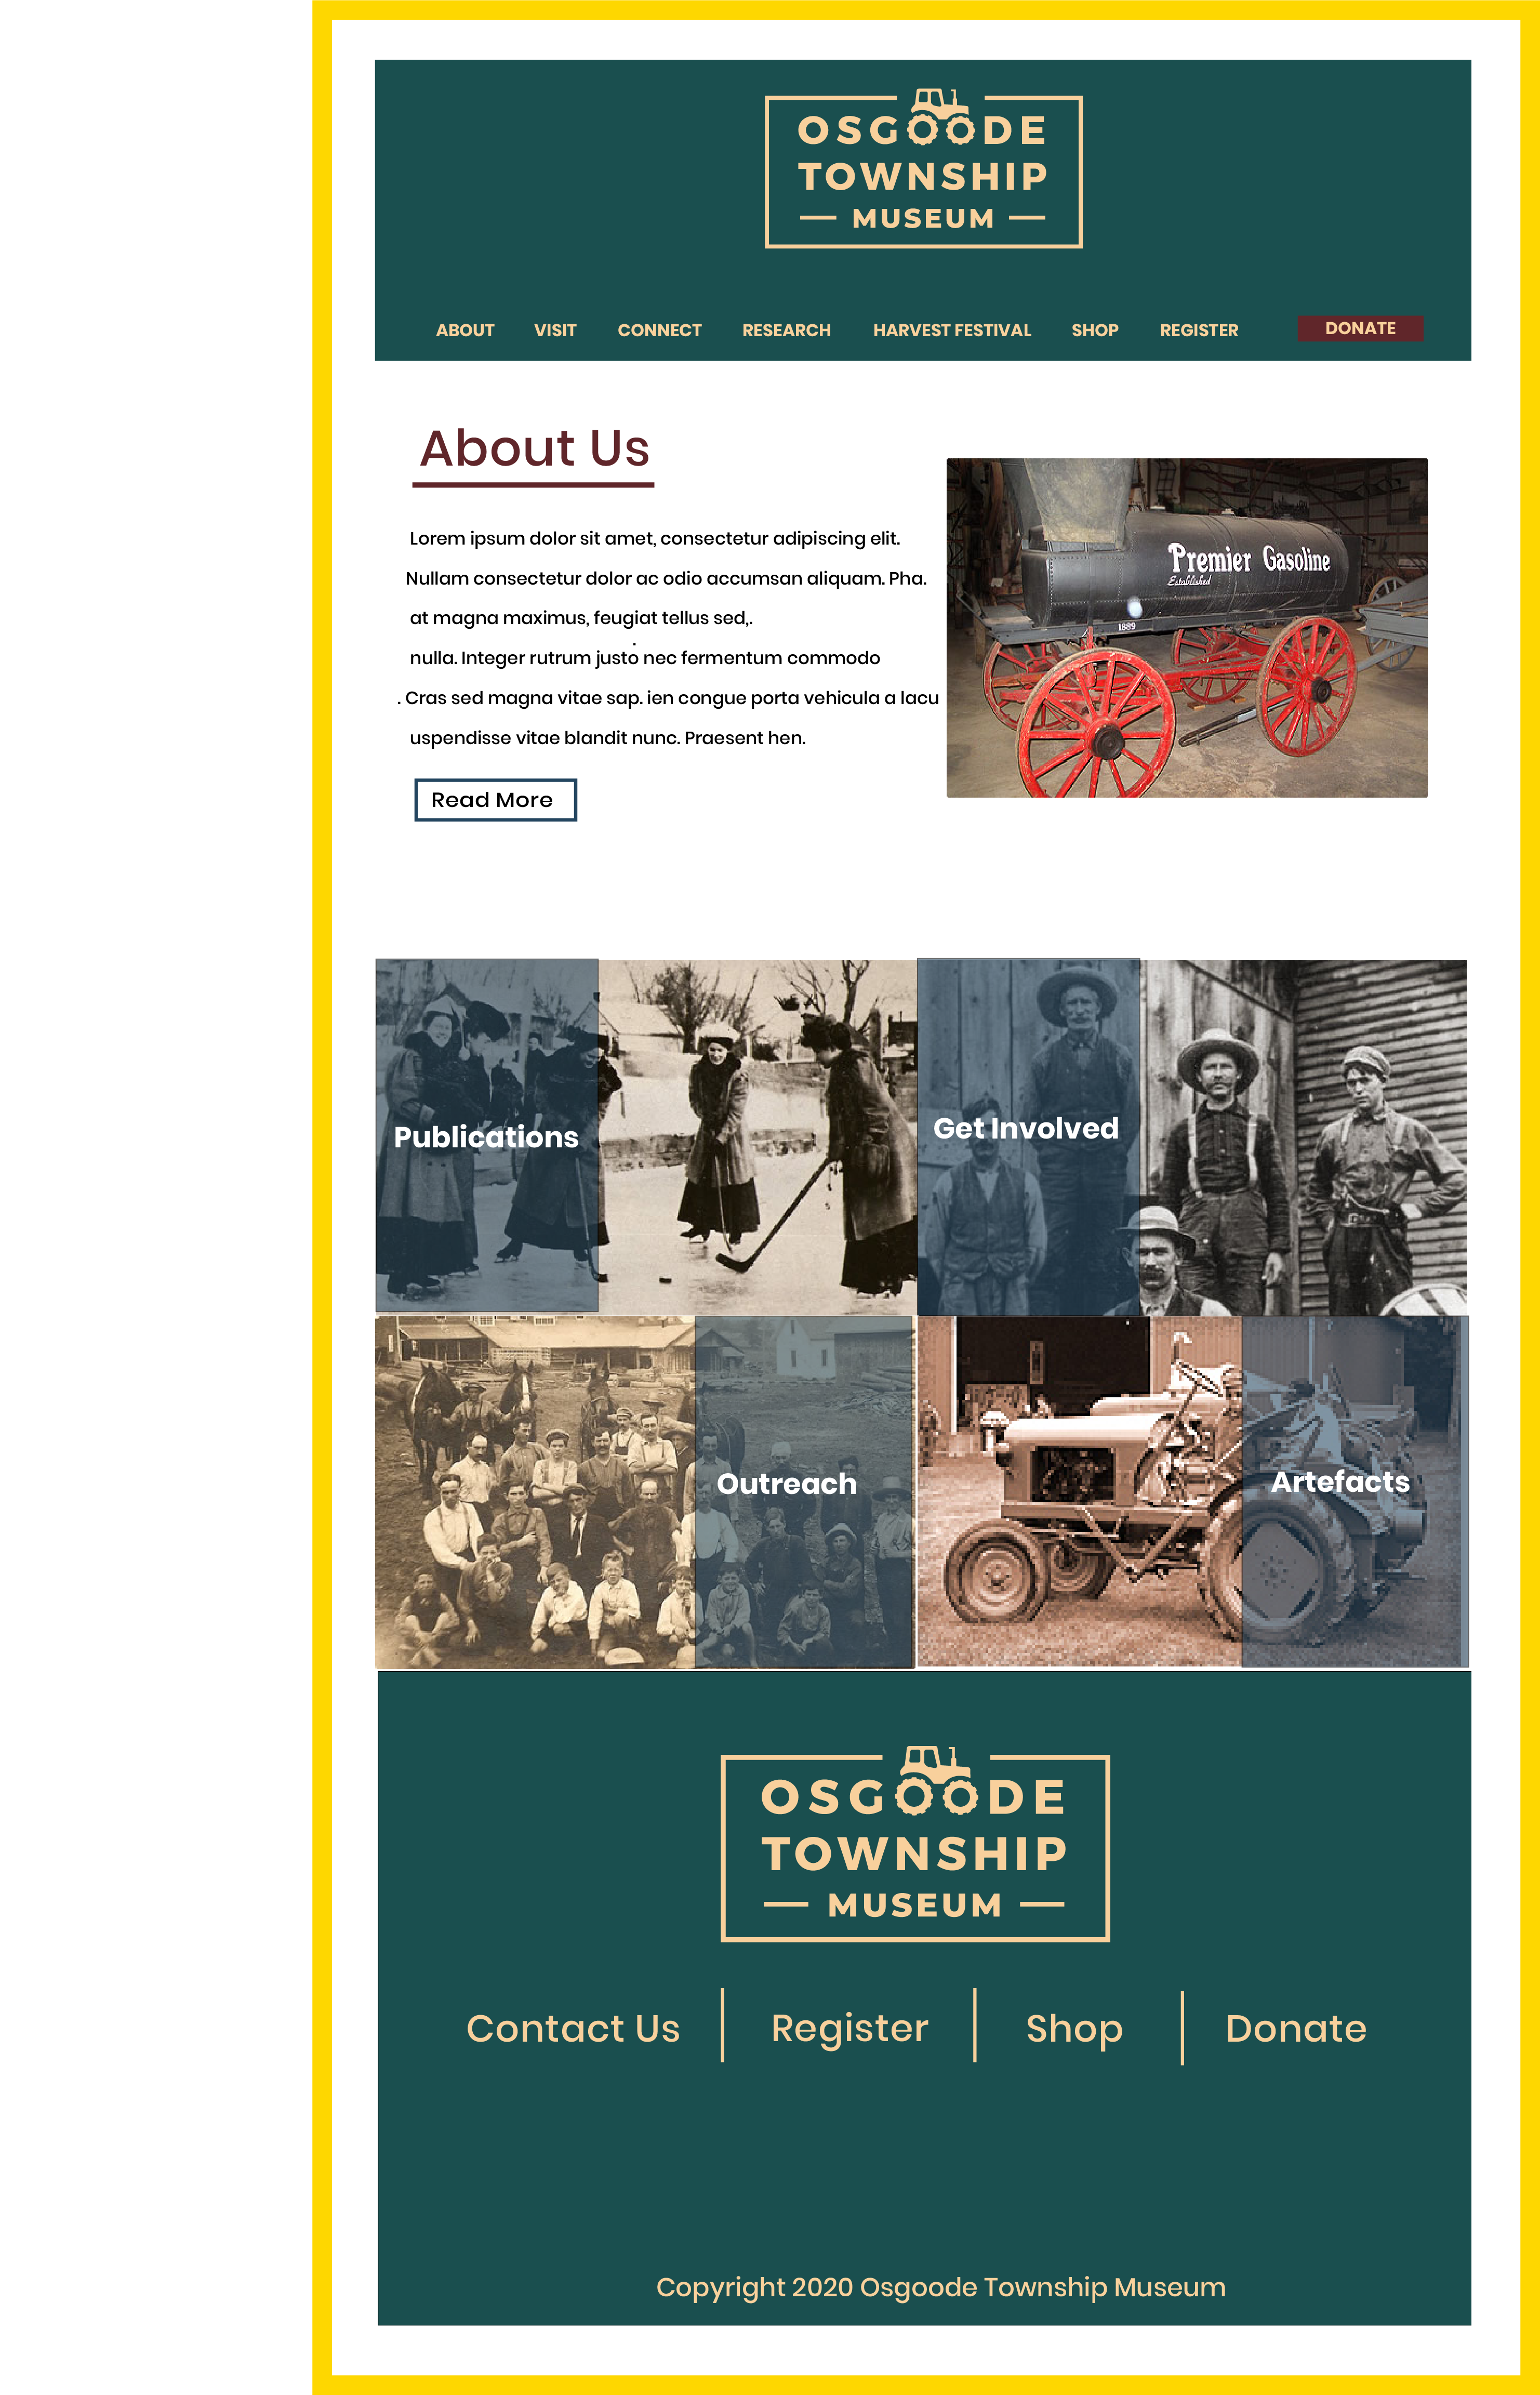 OSGOODE
TOWNSHIP
MUSEUM
ABOUT VISIT CONNECT RESEARCH HARVEST FESTIVAL SHOP REGISTER DONATE
About Us
Lorem ipsum dolor sit amet, consectetur adipiscing elit.
Nullam consectetur dolor ac odio accumsan aliquam. Pha.
at magna maximus, feugiat tellus sed,.
.
nulla. Integer rutrum justo nec fermentum commodo
. Cras sed magna vitae sap. ien congue porta vehicula a lacu
uspendisse vitae blandit nunc. Praesent hen.
Read More
Premier Gasoline
Established
1889
Publications
Get Involved
Outreach
Artefacts
OSGOODE
TOWNSHIP
MUSEUM
Contact Us Register Shop Donate
Copyright 2020 Osgoode Township Museum